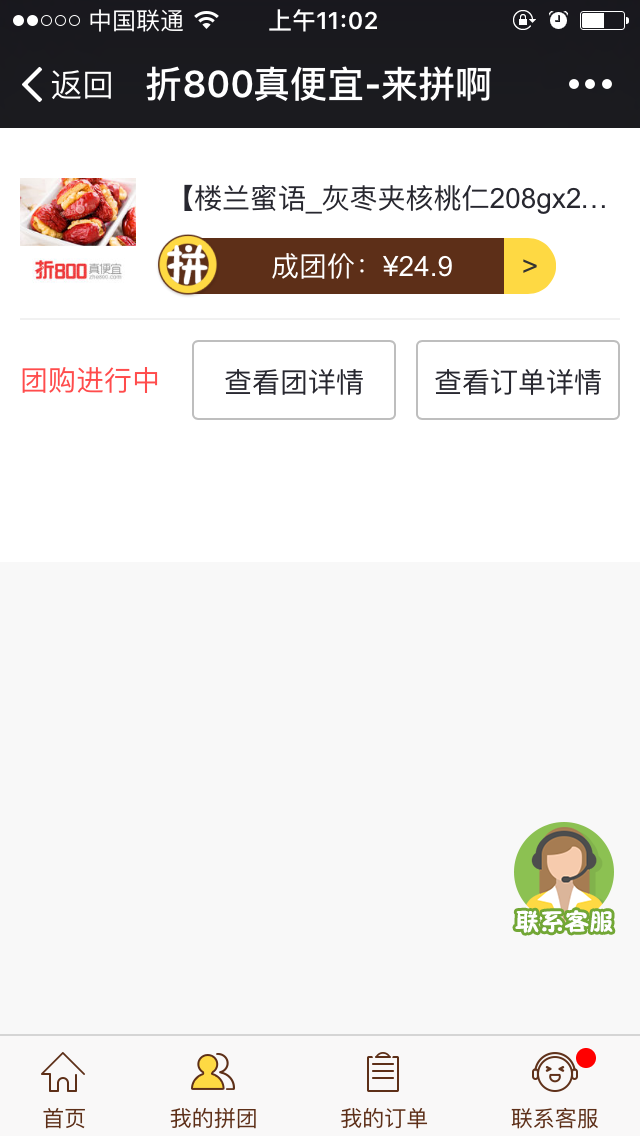 中国联通 上午11:02
返回 折800真便宜-来拼啊
【楼兰蜜语_灰枣夹核桃仁208gx2...
折800真便宜
拼 成团价：¥24.9 >
团购进行中 查看团详情 查看订单详情
联系客服
首页 我的拼团 我的订单 联系客服